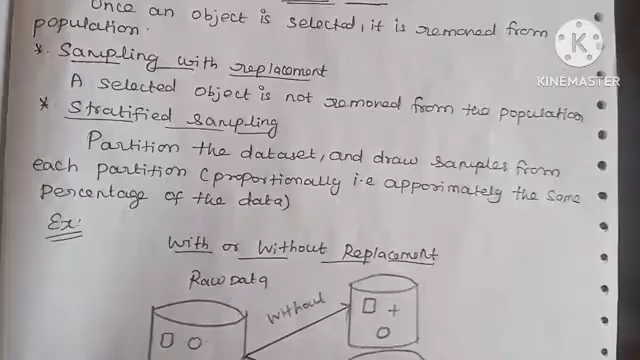 Once an object is selected, it is removed from
population.
* Sampling with replacement
A selected object is not removed from the population
* Stratified sampling
Partition the dataset, and draw samples from
each partition (proportionally i.e apporimately the same
percentage of the data)
Ex:
With or Without Replacement
Raw data
without
KINEMASTER